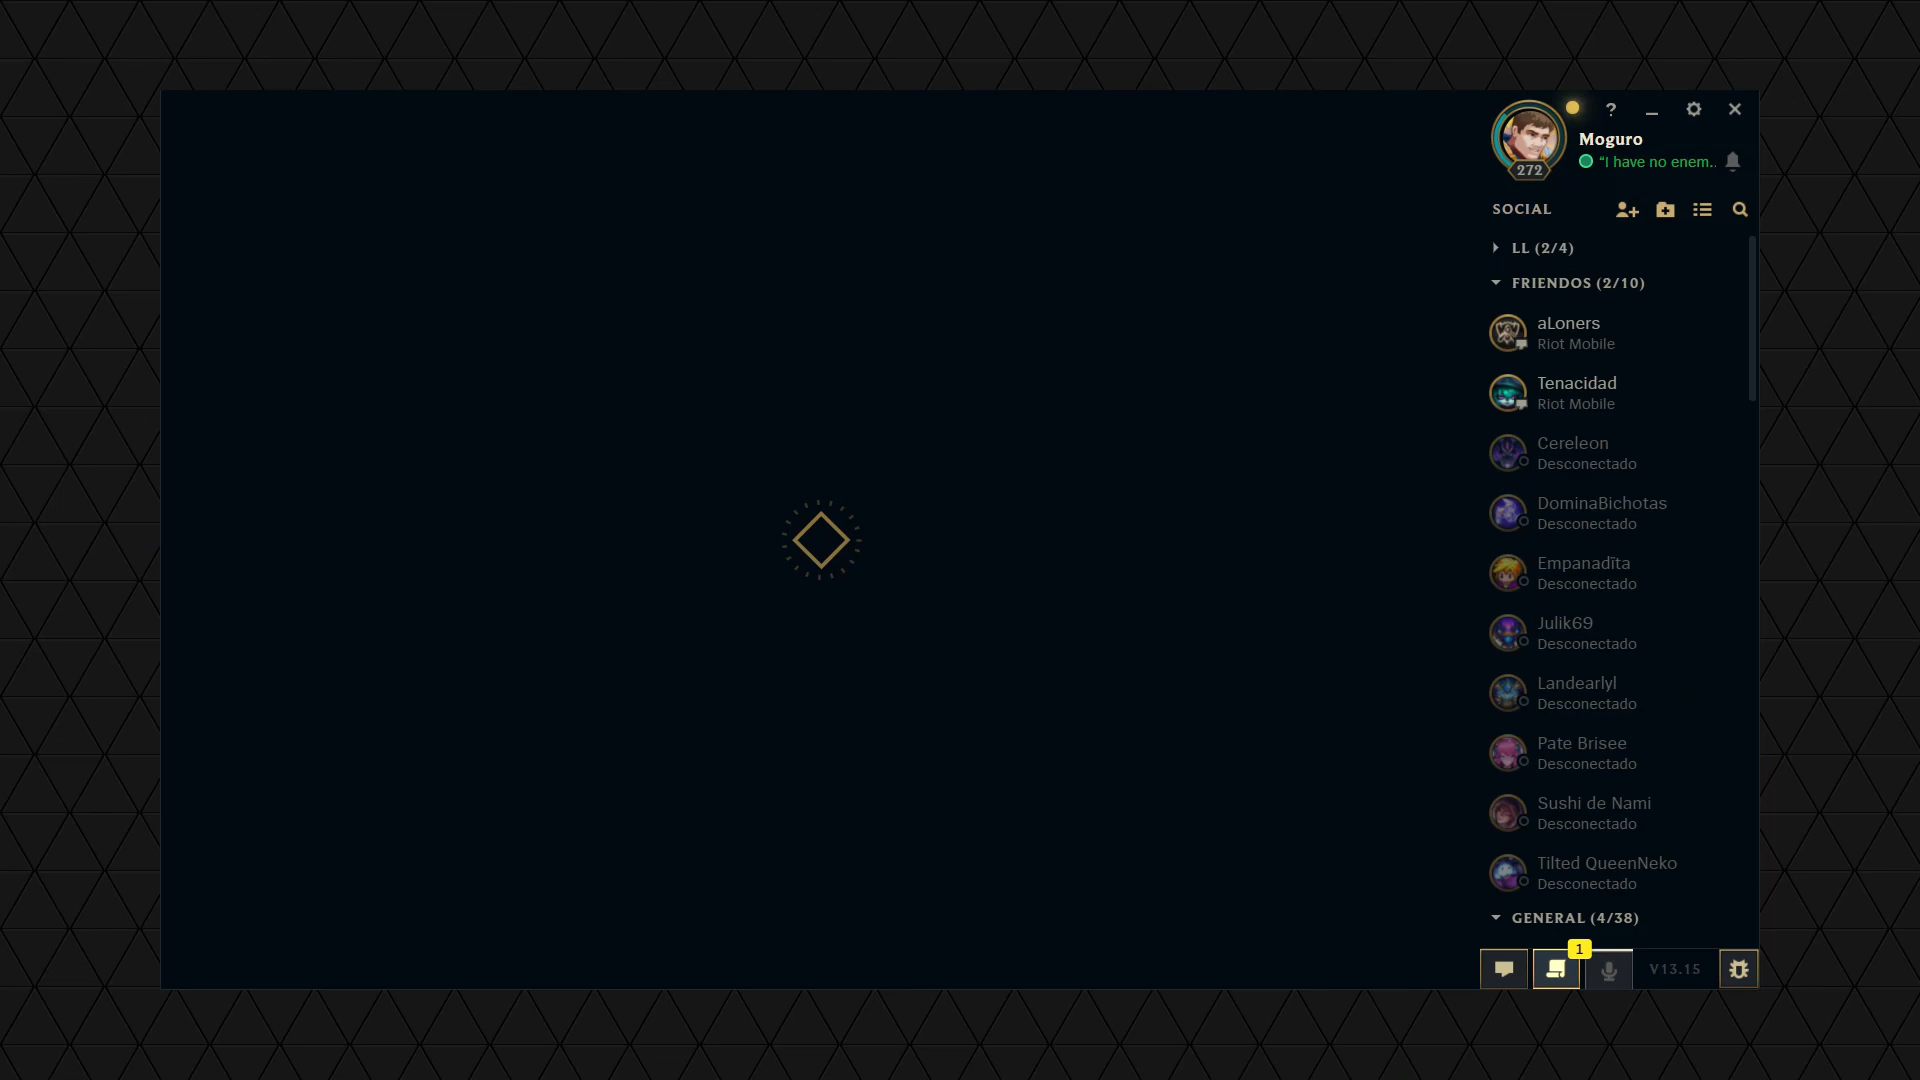 ?
Moguro
272
“I have no enem..
SOCIAL
LL (2/4)
FRIENDOS (2/10)
aLoners
Riot Mobile
Tenacidad
Riot Mobile
Cereleon
Desconectado
DominaBichotas
Desconectado
Empanadïta
Desconectado
Julik69
Desconectado
Landearlyl
Desconectado
Pate Brisee
Desconectado
Sushi de Nami
Desconectado
Tilted QueenNeko
Desconectado
GENERAL (4/38)
1
V13.15